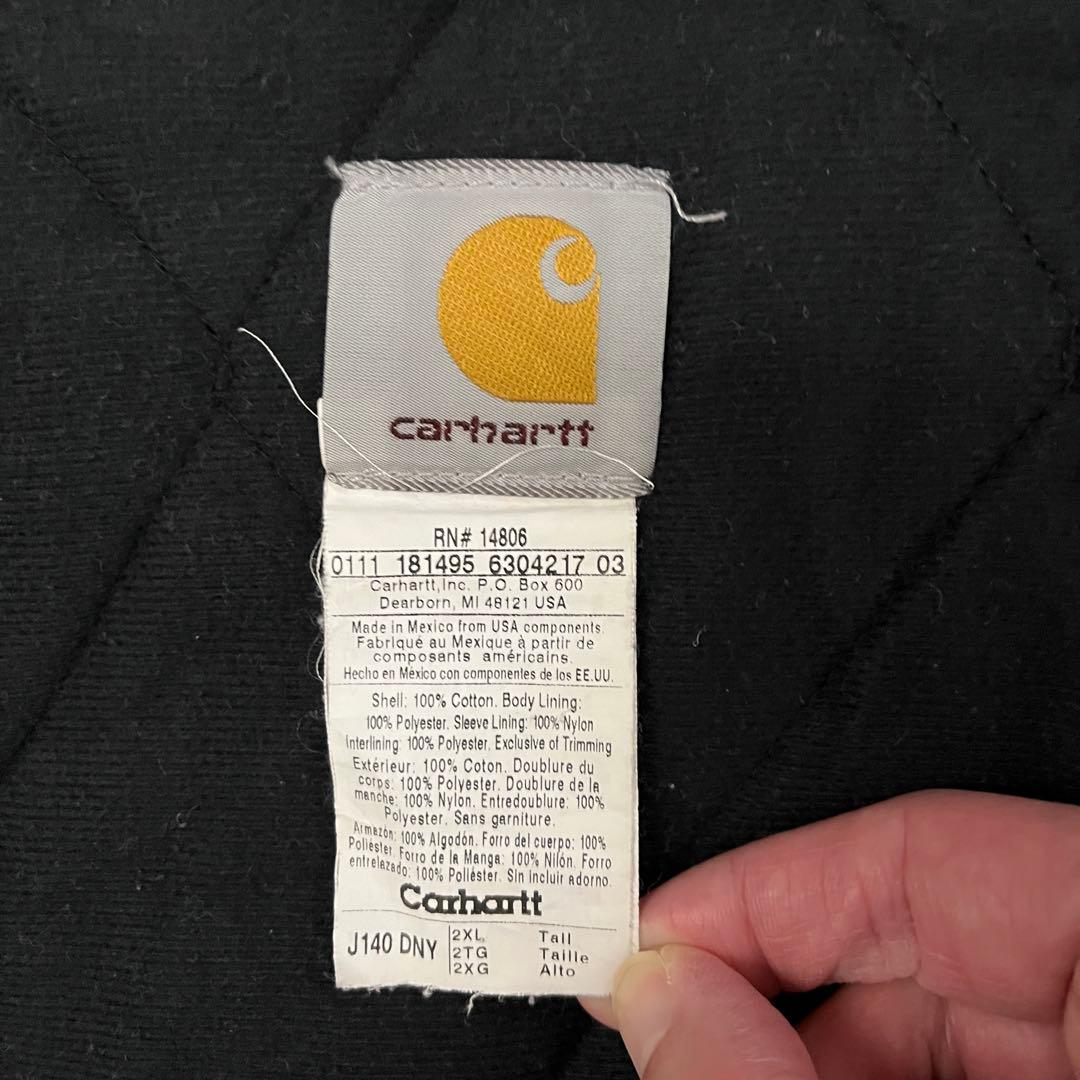 carhartt
RN# 14806
0111 181495 6304217 03
Carhartt,Inc. P.O. Box 600
Dearborn, MI 48121 USA
Made in Mexico from USA components.
Fabriqué au Mexique à partir de
composants américains.
Hecho en México con componentes de los EE.UU.
Shell: 100% Cotton. Body Lining:
100% Polyester. Sleeve Lining: 100% Nylon
Interlining: 100% Polyester. Exclusive of Trimming
Extérieur: 100% Coton. Doublure du
corps: 100% Polyester. Doublure de la
manche: 100% Nylon. Entredoublure: 100%
Polyester. Sans garniture.
Armazón: 100% Algodón. Forro del cuerpo: 100%
Poliéster. Forro de la Manga: 100% Nilón. Forro
entrelazado: 100% Poliéster. Sin incluir adorno.
Carhartt
J140 DNY
2XL Tall
2TG Taille
2XG Alto